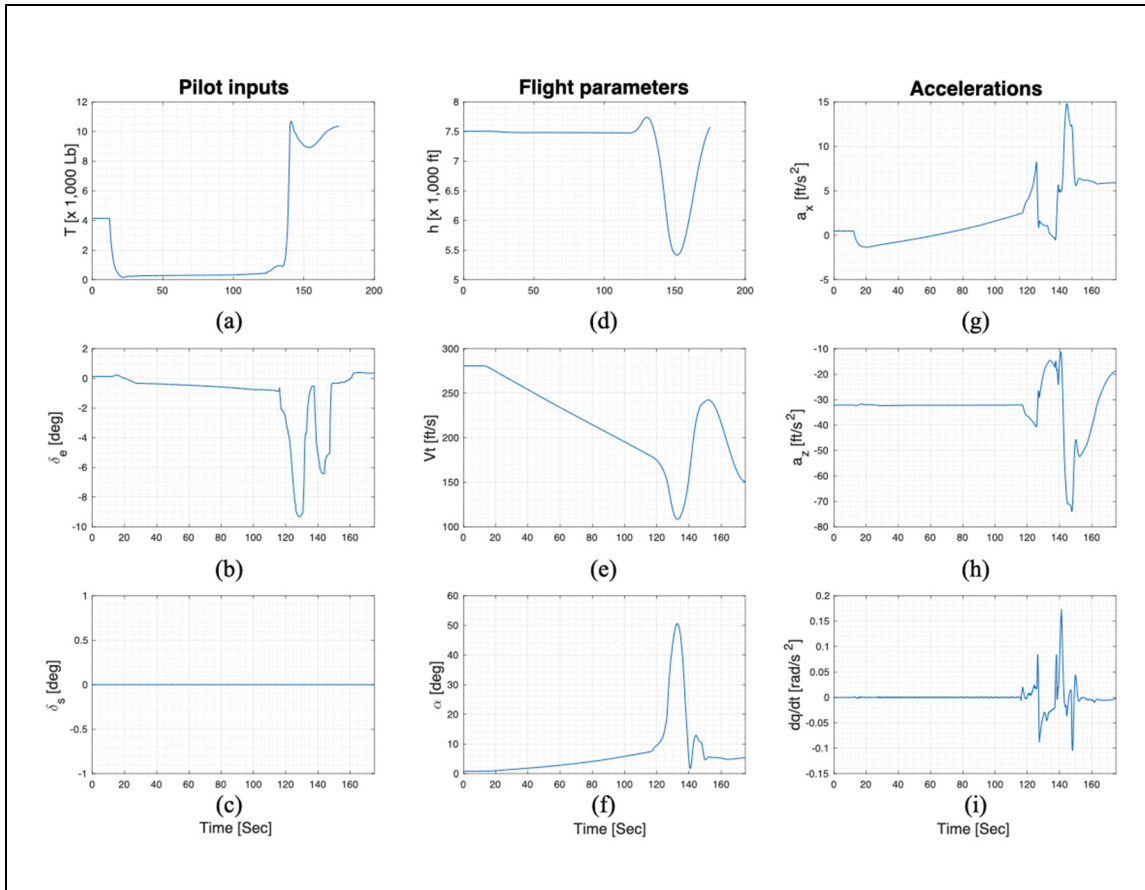 Pilot inputs
12
10
8
6
4
2
0
T [x 1,000 Lb]
0 50 100 150 200
(a)
2
0
-2
-4
-6
-8
-10
δe [deg]
0 20 40 60 80 100 120 140 160
(b)
1
0.5
0
-0.5
-1
δs [deg]
0 20 40 60 80 100 120 140 160
(c)
Time [Sec]
Flight parameters
8
7.5
7
6.5
6
5.5
5
h [x 1,000 ft]
0 50 100 150 200
(d)
300
250
200
150
100
Vt [ft/s]
0 20 40 60 80 100 120 140 160
(e)
60
50
40
30
20
10
0
α [deg]
0 20 40 60 80 100 120 140 160
(f)
Time [Sec]
Accelerations
15
10
5
0
-5
ax [ft/s2]
0 20 40 60 80 100 120 140 160
(g)
-10
-20
-30
-40
-50
-60
-70
-80
az [ft/s2]
0 20 40 60 80 100 120 140 160
(h)
0.2
0.15
0.1
0.05
0
-0.05
-0.1
-0.15
dq/dt [rad/s 2]
0 20 40 60 80 100 120 140 160
(i)
Time [Sec]